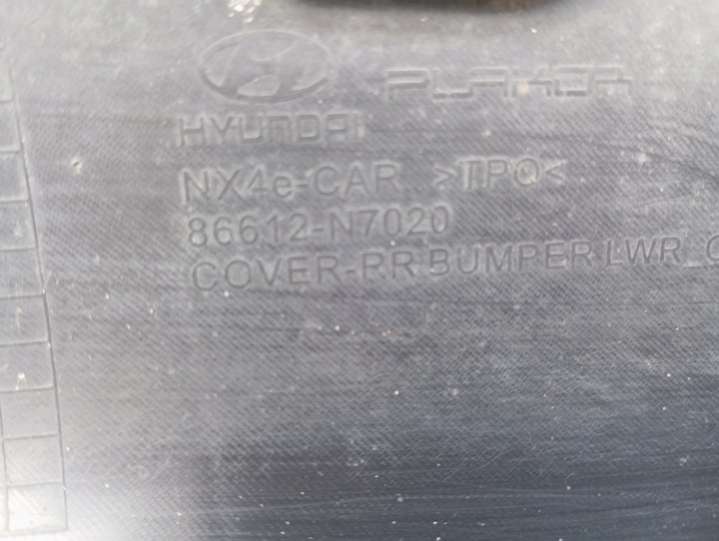 PLAKOR
HYUNDAI
NX4e-CAR >TPO<
86612-N7020
COVER-RR BUMPER LWR